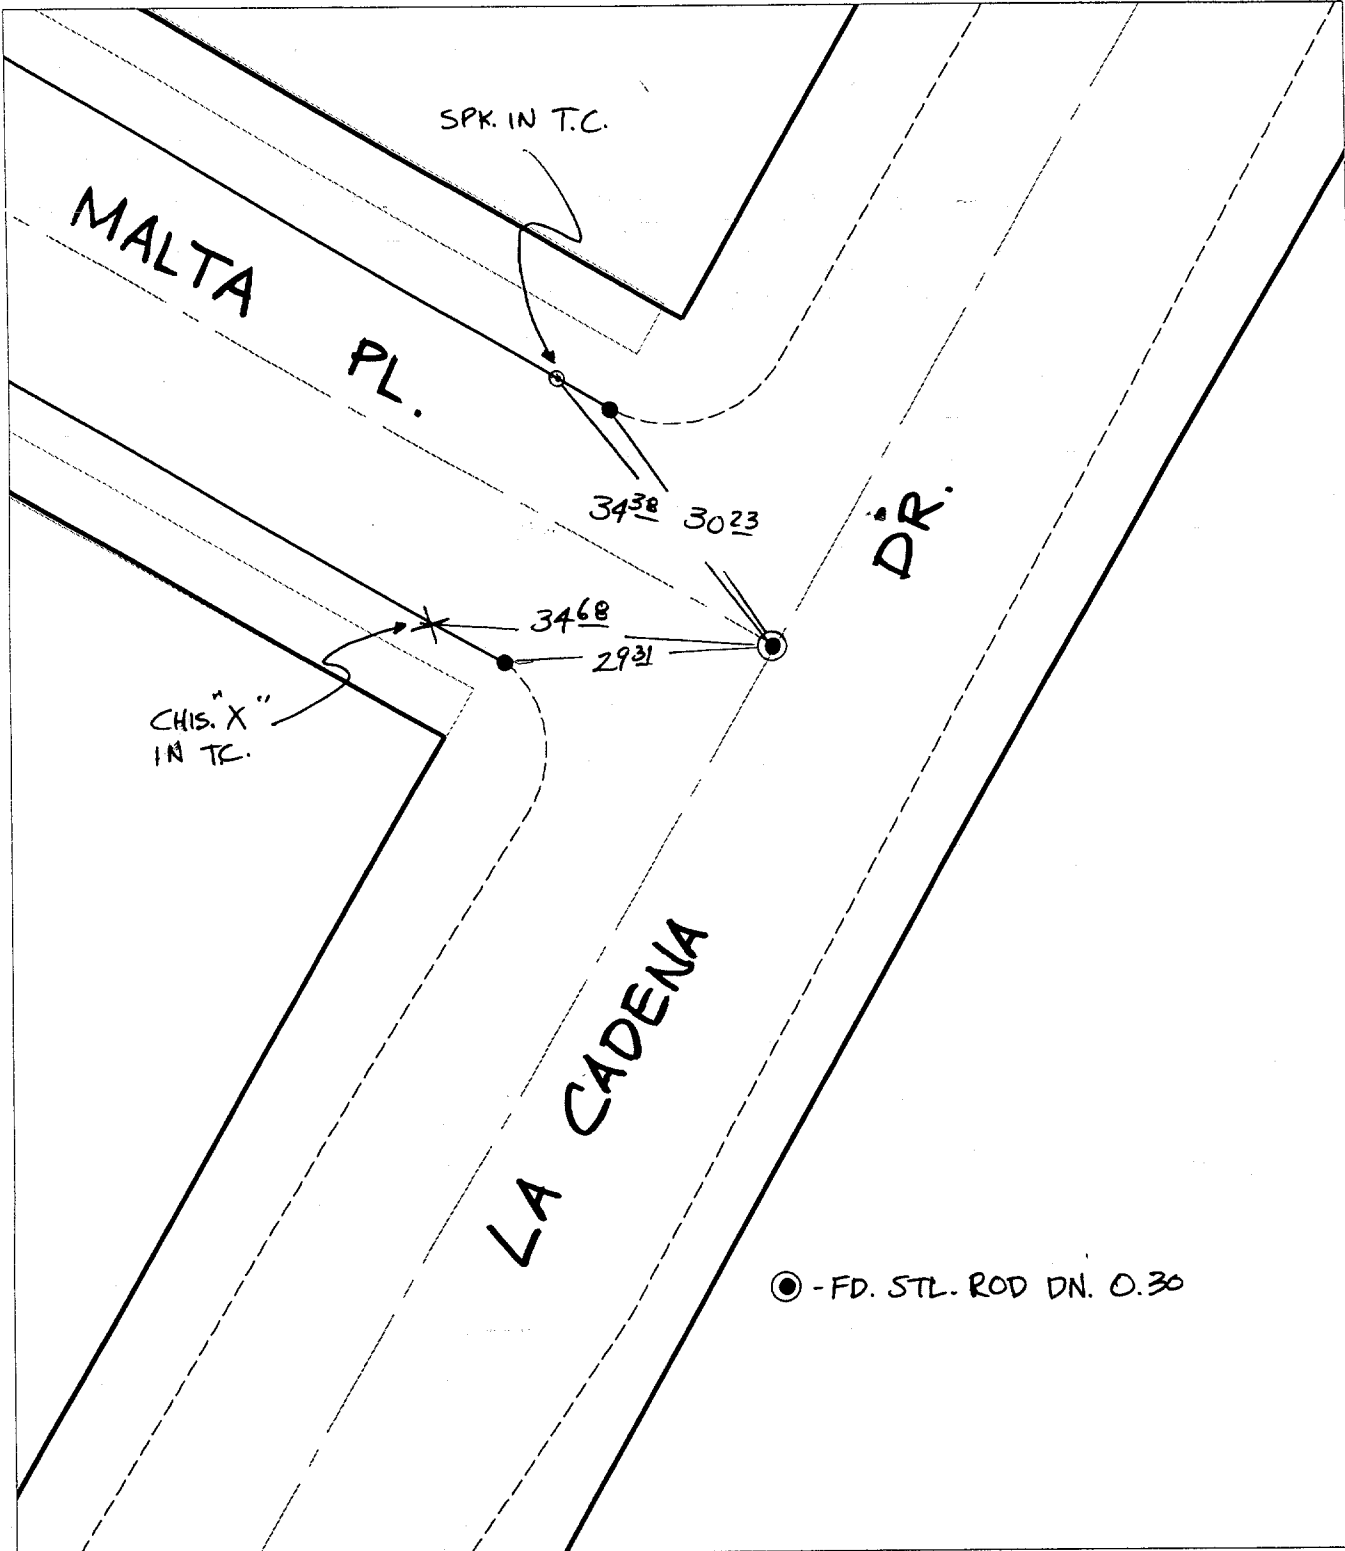 SPK. IN T.C.
MALTA PL.
34.38 30.23
DR.
34.68
29.31
CHIS. "X"
IN TC.
LA CADENA
- FD. STL. ROD DN. 0.30